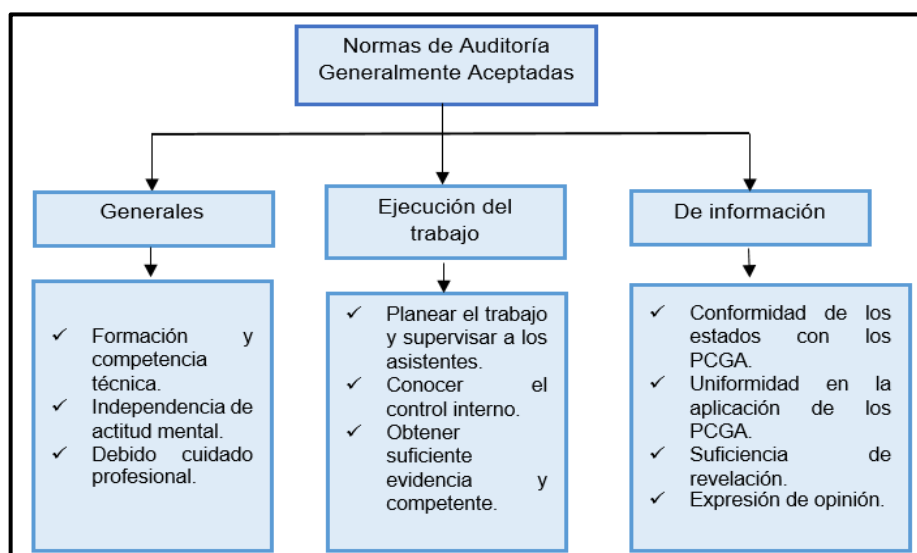 Normas de Auditoría
Generalmente Aceptadas
Generales
Ejecución del
trabajo
De información
✓ Formación y
competencia
técnica.
✓ Independencia de
actitud mental.
✓ Debido cuidado
profesional.
✓ Planear el trabajo
y supervisar a los
asistentes.
✓ Conocer el
control interno.
✓ Obtener
suficiente
evidencia y
competente.
✓ Conformidad de los
estados con los
PCGA.
✓ Uniformidad en la
aplicación de los
PCGA.
✓ Suficiencia de
revelación.
✓ Expresión de opinión.